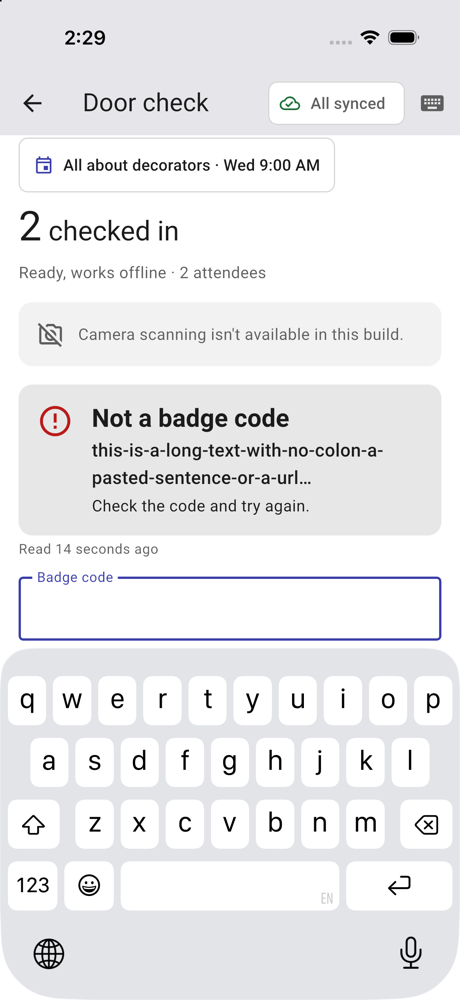 2:29
Door check
All synced
All about decorators · Wed 9:00 AM
2 checked in
Ready, works offline · 2 attendees
Camera scanning isn't available in this build.
Not a badge code
this-is-a-long-text-with-no-colon-a-
pasted-sentence-or-a-url…
Check the code and try again.
Read 14 seconds ago
Badge code
q w e r t y u i o p
a s d f g h j k l
z x c v b n m
123
EN